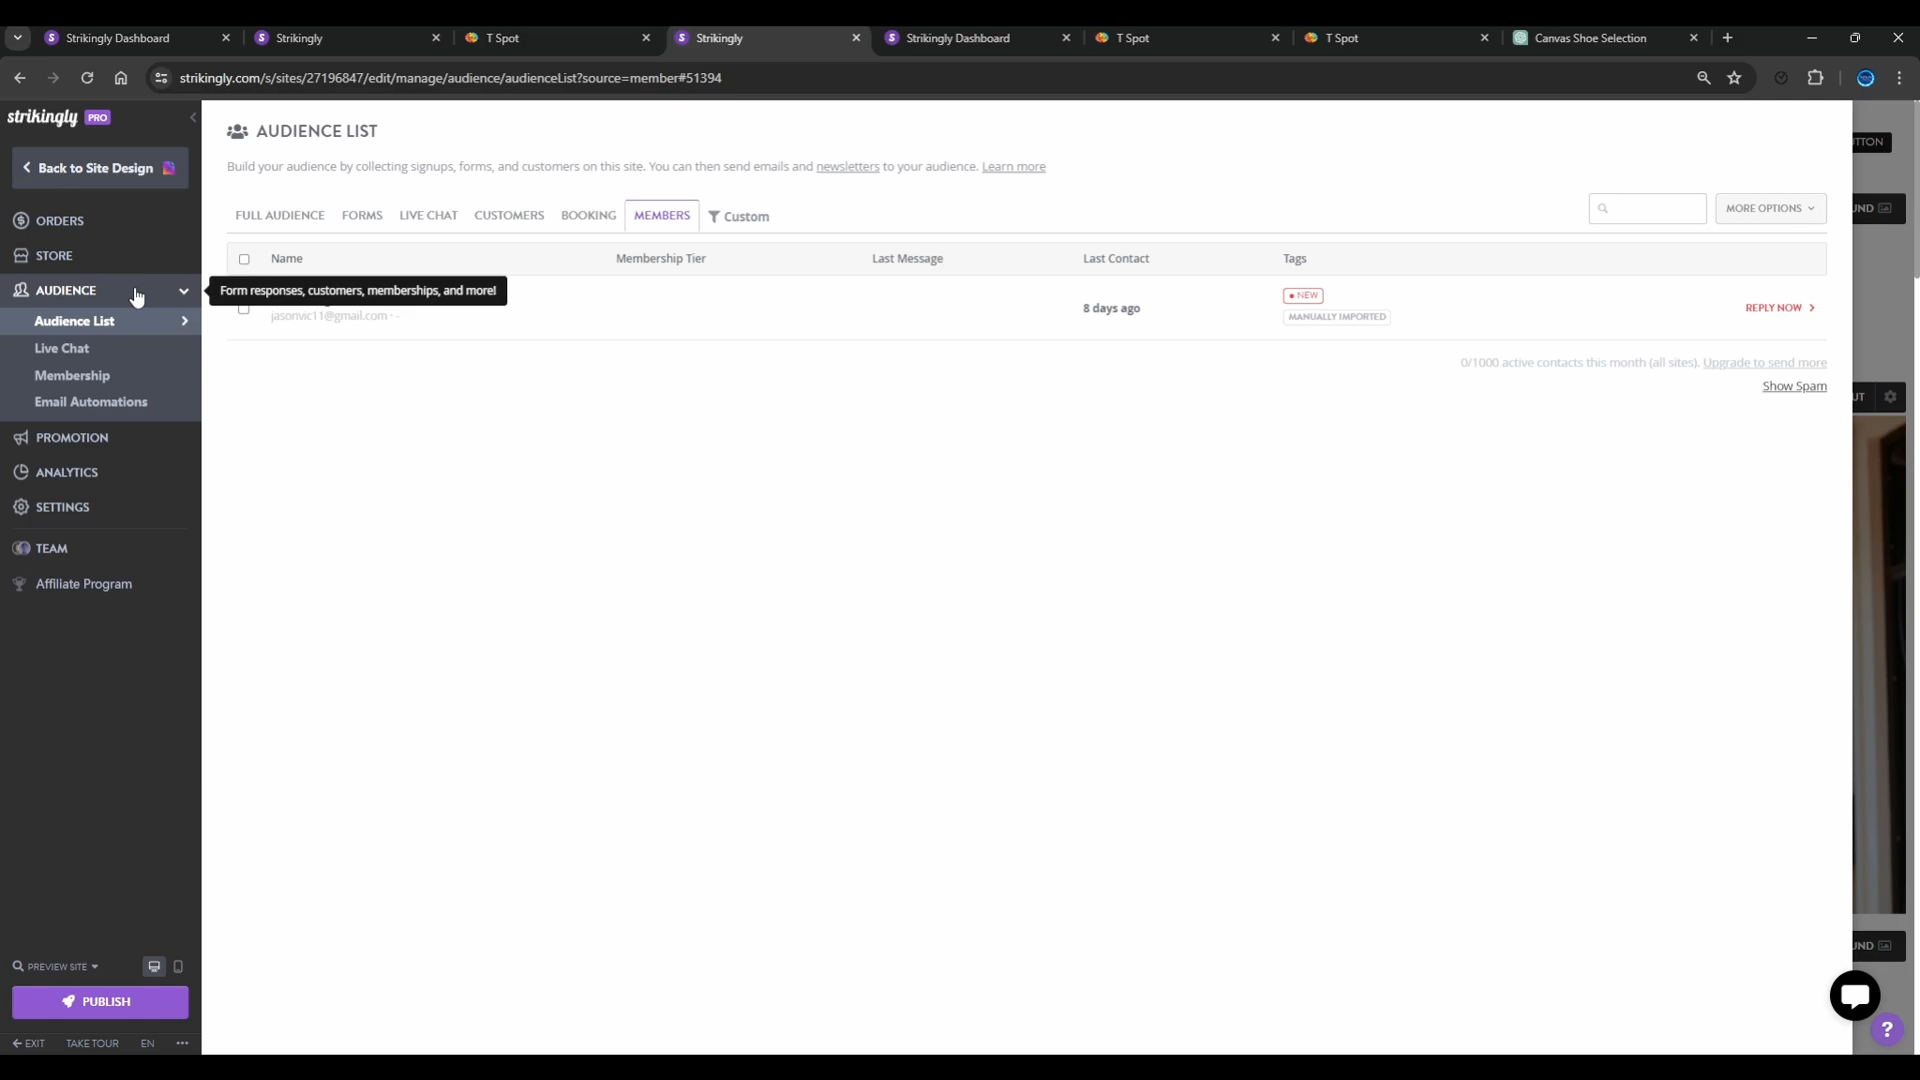 Strikingly Dashboard
Strikingly
T Spot
Strikingly
Strikingly Dashboard
T Spot
T Spot
Canvas Shoe Selection
strikingly.com/s/sites/27196847/edit/manage/audience/audienceList?source=member#51394
strikingly PRO
Back to Site Design
ORDERS
STORE
AUDIENCE
Audience List
Live Chat
Membership
Email Automations
PROMOTION
ANALYTICS
SETTINGS
TEAM
Affiliate Program
PREVIEW SITE
PUBLISH
EXIT TAKE TOUR EN
AUDIENCE LIST
Build your audience by collecting signups, forms, and customers on this site. You can then send emails and newsletters to your audience. Learn more
FULL AUDIENCE FORMS LIVE CHAT CUSTOMERS BOOKING MEMBERS Custom
MORE OPTIONS
Name Membership Tier Last Message Last Contact Tags
Form responses, customers, memberships, and more!
jasonvic11@gmail.com · -
8 days ago
NEW
MANUALLY IMPORTED
REPLY NOW
0/1000 active contacts this month (all sites). Upgrade to send more
Show Spam
?